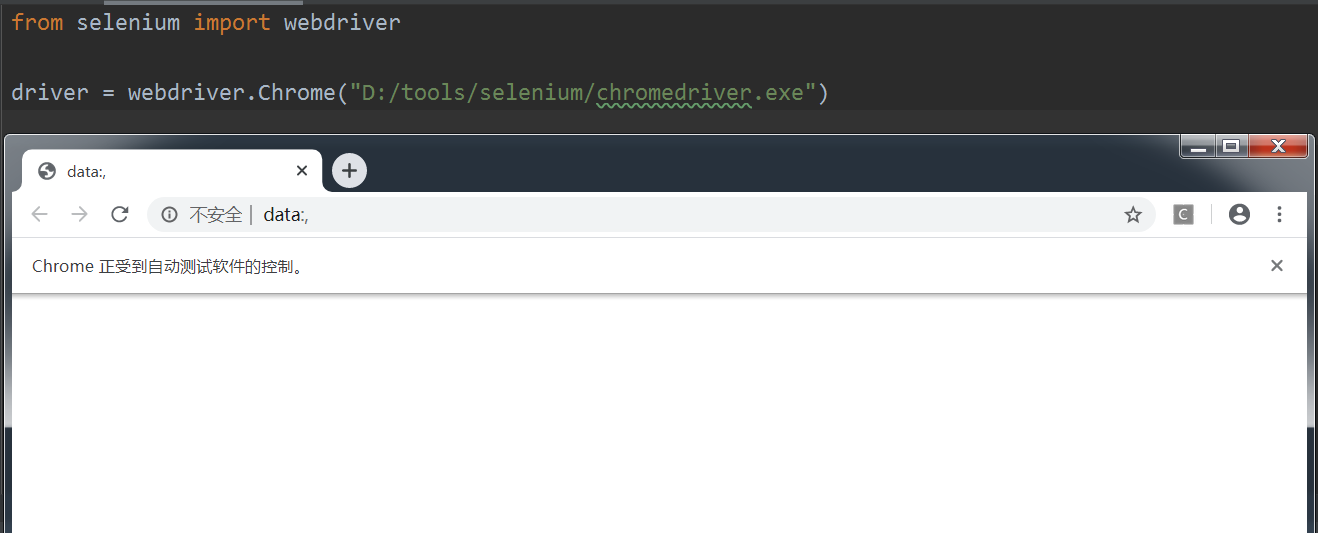 from selenium import webdriver
driver = webdriver.Chrome("D:/tools/selenium/chromedriver.exe")
data:,
不安全 | data:,
C
Chrome 正受到自动测试软件的控制。